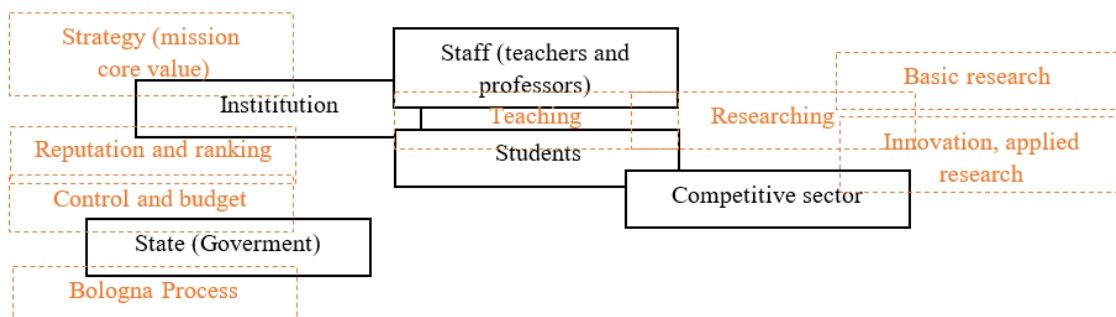 Strategy (mission
core value)
Staff (teachers and
professors)
Instititution
Teaching
Researching
Basic research
Reputation and ranking
Students
Innovation, applied
research
Control and budget
Competitive sector
State (Goverment)
Bologna Process